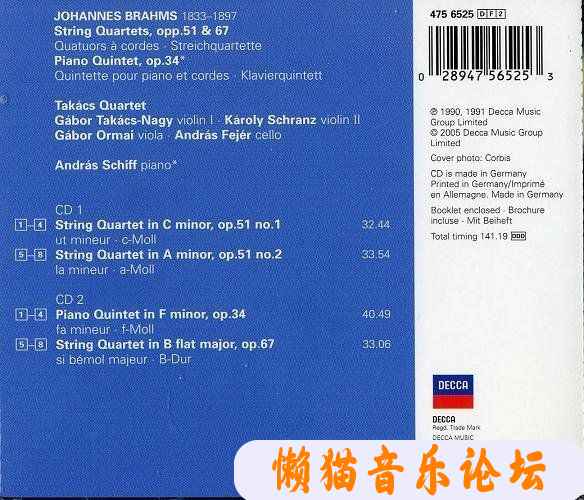 JOHANNES BRAHMS 1833–1897
String Quartets, opp.51 & 67
Quatuors à cordes · Streichquartette
Piano Quintet, op.34*
Quintette pour piano et cordes · Klavierquintett
Takács Quartet
Gábor Takács-Nagy violin I · Károly Schranz violin II
Gábor Ormai viola · András Fejér cello
András Schiff piano*
CD 1
1–4 String Quartet in C minor, op.51 no.1 32.44
ut mineur · c-Moll
5–8 String Quartet in A minor, op.51 no.2 33.54
la mineur · a-Moll
CD 2
1–4 Piano Quintet in F minor, op.34 40.49
fa mineur · f-Moll
5–8 String Quartet in B flat major, op.67 33.06
si bémol majeur · B-Dur
475 6525 D F 2
0 28947 56525 3
℗ 1990, 1991 Decca Music
Group Limited
© 2005 Decca Music Group
Limited
Cover photo: Corbis
CD is made in Germany
Printed in Germany/Imprimé
en Allemagne. Made in Germany
Booklet enclosed · Brochure
incluse · Mit Beiheft
Total timing 141.19 DDD
DECCA
DECCA
Regd. Trade Mark
DECCA MUSIC
懒猫音乐论坛